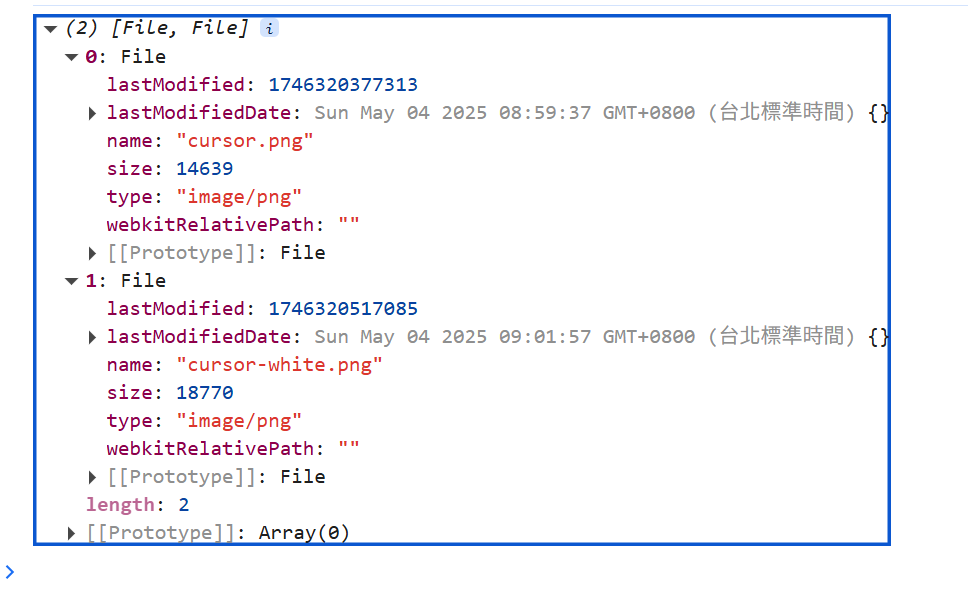 ▼ (2) [File, File] i
▼ 0: File
lastModified: 1746320377313
▶ lastModifiedDate: Sun May 04 2025 08:59:37 GMT+0800 (台北標準時間) {}
name: "cursor.png"
size: 14639
type: "image/png"
webkitRelativePath: ""
▶ [[Prototype]]: File
▼ 1: File
lastModified: 1746320517085
▶ lastModifiedDate: Sun May 04 2025 09:01:57 GMT+0800 (台北標準時間) {}
name: "cursor-white.png"
size: 18770
type: "image/png"
webkitRelativePath: ""
▶ [[Prototype]]: File
length: 2
▶ [[Prototype]]: Array(0)
>